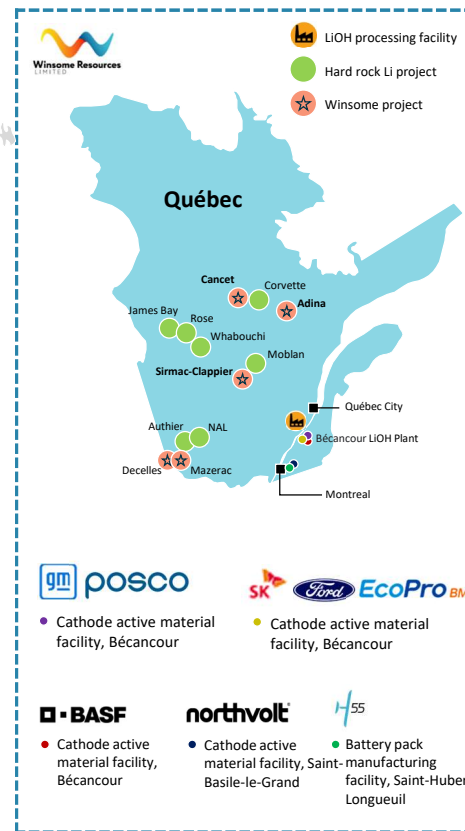 Winsome Resources
LIMITED
LiOH processing facility
Hard rock Li project
Winsome project
Québec
Cancet
Corvette
Adina
James Bay
Rose
Whabouchi
Moblan
Sirmac-Clappier
Québec City
Authier
NAL
Bécancour LiOH Plant
Decelles
Mazerac
Montreal
gm
posco
SK
Ford
EcoPro BM
Cathode active material
facility, Bécancour
Cathode active material
facility, Bécancour
BASF
northvolt
H55
Cathode active
material facility,
Bécancour
Cathode active
material facility, Saint-
Basile-le-Grand
Battery pack
manufacturing
facility, Saint-Huber
Longueuil